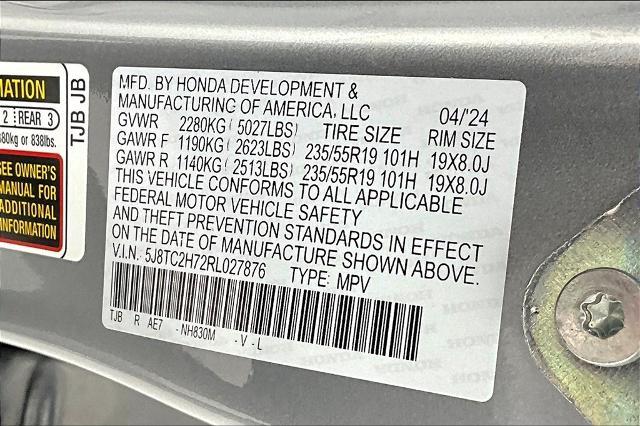 MATION
2 REAR 3
380kg or 838lbs.
SEE OWNER'S
MANUAL FOR
ADDITIONAL
INFORMATION
TJB JB
MFD. BY HONDA DEVELOPMENT &
MANUFACTURING OF AMERICA, LLC 04/'24
GVWR 2280KG ( 5027LBS) TIRE SIZE RIM SIZE
GAWR F 1190KG ( 2623LBS) 235/55R19 101H 19X8.0J
GAWR R 1140KG ( 2513LBS) 235/55R19 101H 19X8.0J
THIS VEHICLE CONFORMS TO ALL APPLICABLE
FEDERAL MOTOR VEHICLE SAFETY
AND THEFT PREVENTION STANDARDS IN EFFECT
ON THE DATE OF MANUFACTURE SHOWN ABOVE.
V.I.N. 5J8TC2H72RL027876 TYPE: MPV
TJB R AE7 - NH830M - V - L